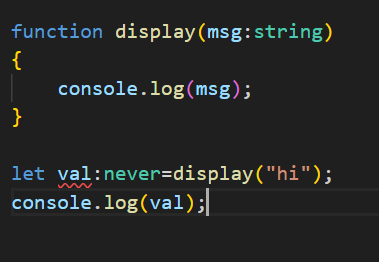 function display(msg:string)
{
    console.log(msg);
}

let val:never=display("hi");
console.log(val);